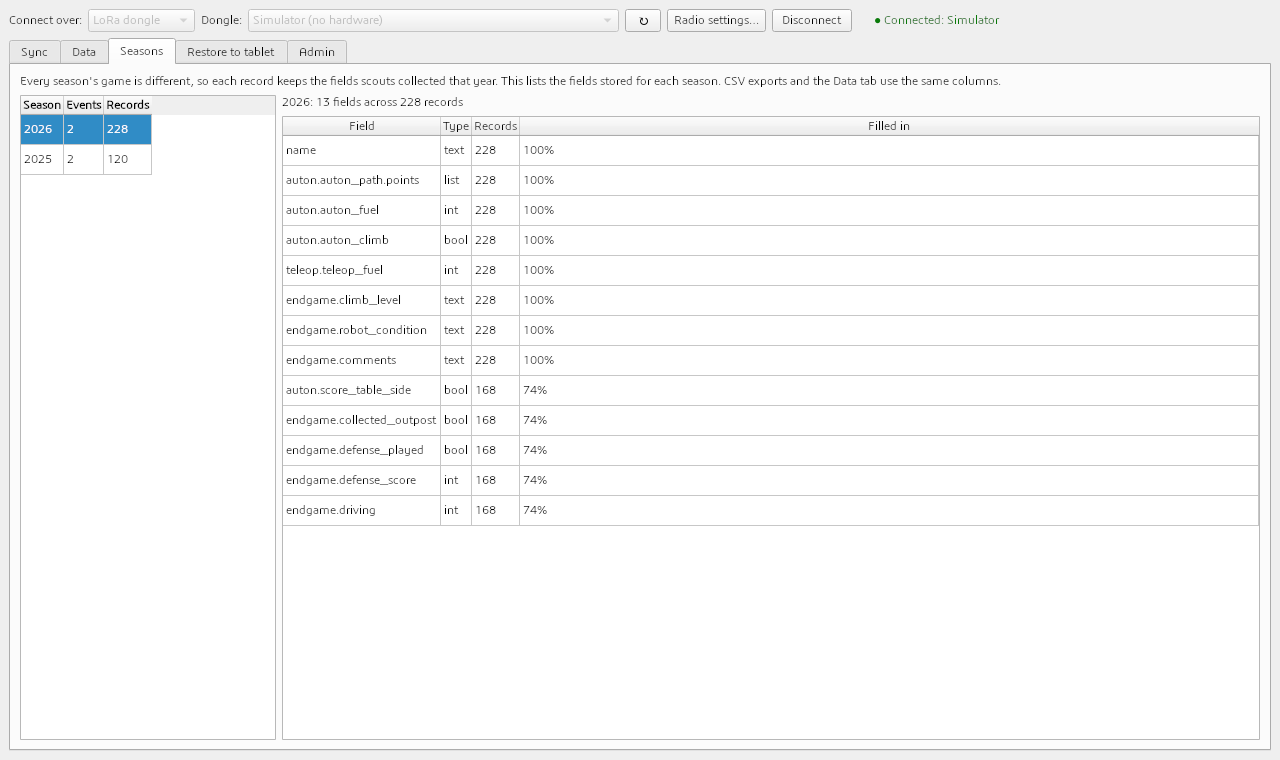 Connect over: LoRa dongle Dongle: Simulator (no hardware) ↻ Radio settings... Disconnect ● Connected: Simulator
Sync Data Seasons Restore to tablet Admin
Every season's game is different, so each record keeps the fields scouts collected that year. This lists the fields stored for each season. CSV exports and the Data tab use the same columns.
Season Events Records
2026 2 228
2025 2 120
2026: 13 fields across 228 records
Field Type Records Filled in
name text 228 100%
auton.auton_path.points list 228 100%
auton.auton_fuel int 228 100%
auton.auton_climb bool 228 100%
teleop.teleop_fuel int 228 100%
endgame.climb_level text 228 100%
endgame.robot_condition text 228 100%
endgame.comments text 228 100%
auton.score_table_side bool 168 74%
endgame.collected_outpost bool 168 74%
endgame.defense_played bool 168 74%
endgame.defense_score int 168 74%
endgame.driving int 168 74%